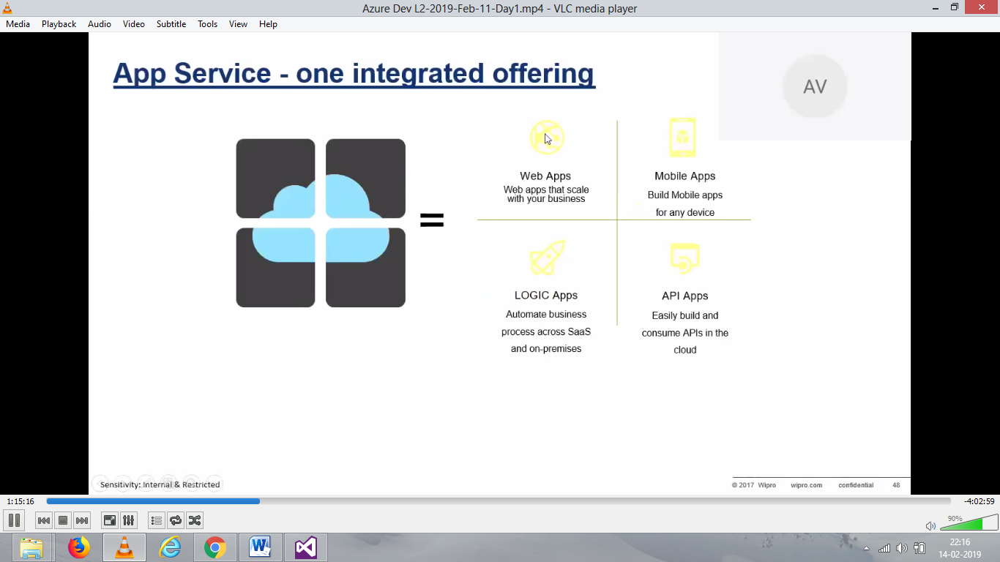 Azure Dev L2-2019-Feb-11-Day1.mp4 - VLC media player
Media Playback Audio Video Subtitle Tools View Help
App Service - one integrated offering
AV
=
Web Apps
Web apps that scale
with your business
Mobile Apps
Build Mobile apps
for any device
LOGIC Apps
Automate business
process across SaaS
and on-premises
API Apps
Easily build and
consume APIs in the
cloud
Sensitivity: Internal & Restricted
© 2017 Wipro wipro.com confidential 48
1:15:16
-4:02:59
90%
22:16
14-02-2019